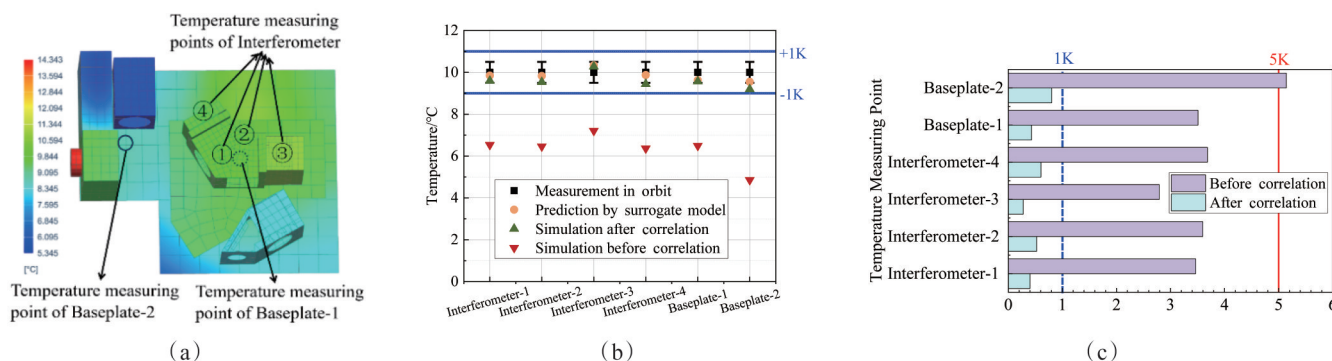 Temperature measuring
points of Interferometer
14.343
13.594
12.844
12.094
11.344
10.594
9.844
9.094
8.344
7.595
6.845
6.095
5.345
[°C]
④
②
①
③
Temperature measuring
point of Baseplate-2
Temperature measuring
point of Baseplate-1
(a)
Temperature/℃
12
10
8
6
4
2
0
+1K
-1K
Measurement in orbit
Prediction by surrogate model
Simulation after correlation
Simulation before correlation
Interferometer-1
Interferometer-2
Interferometer-3
Interferometer-4
Baseplate-1
Baseplate-2
(b)
1K
5K
Temperature Measuring Point
Baseplate-2
Baseplate-1
Interferometer-4
Interferometer-3
Interferometer-2
Interferometer-1
Before correlation
After correlation
0 1 2 3 4 5 6
(c)